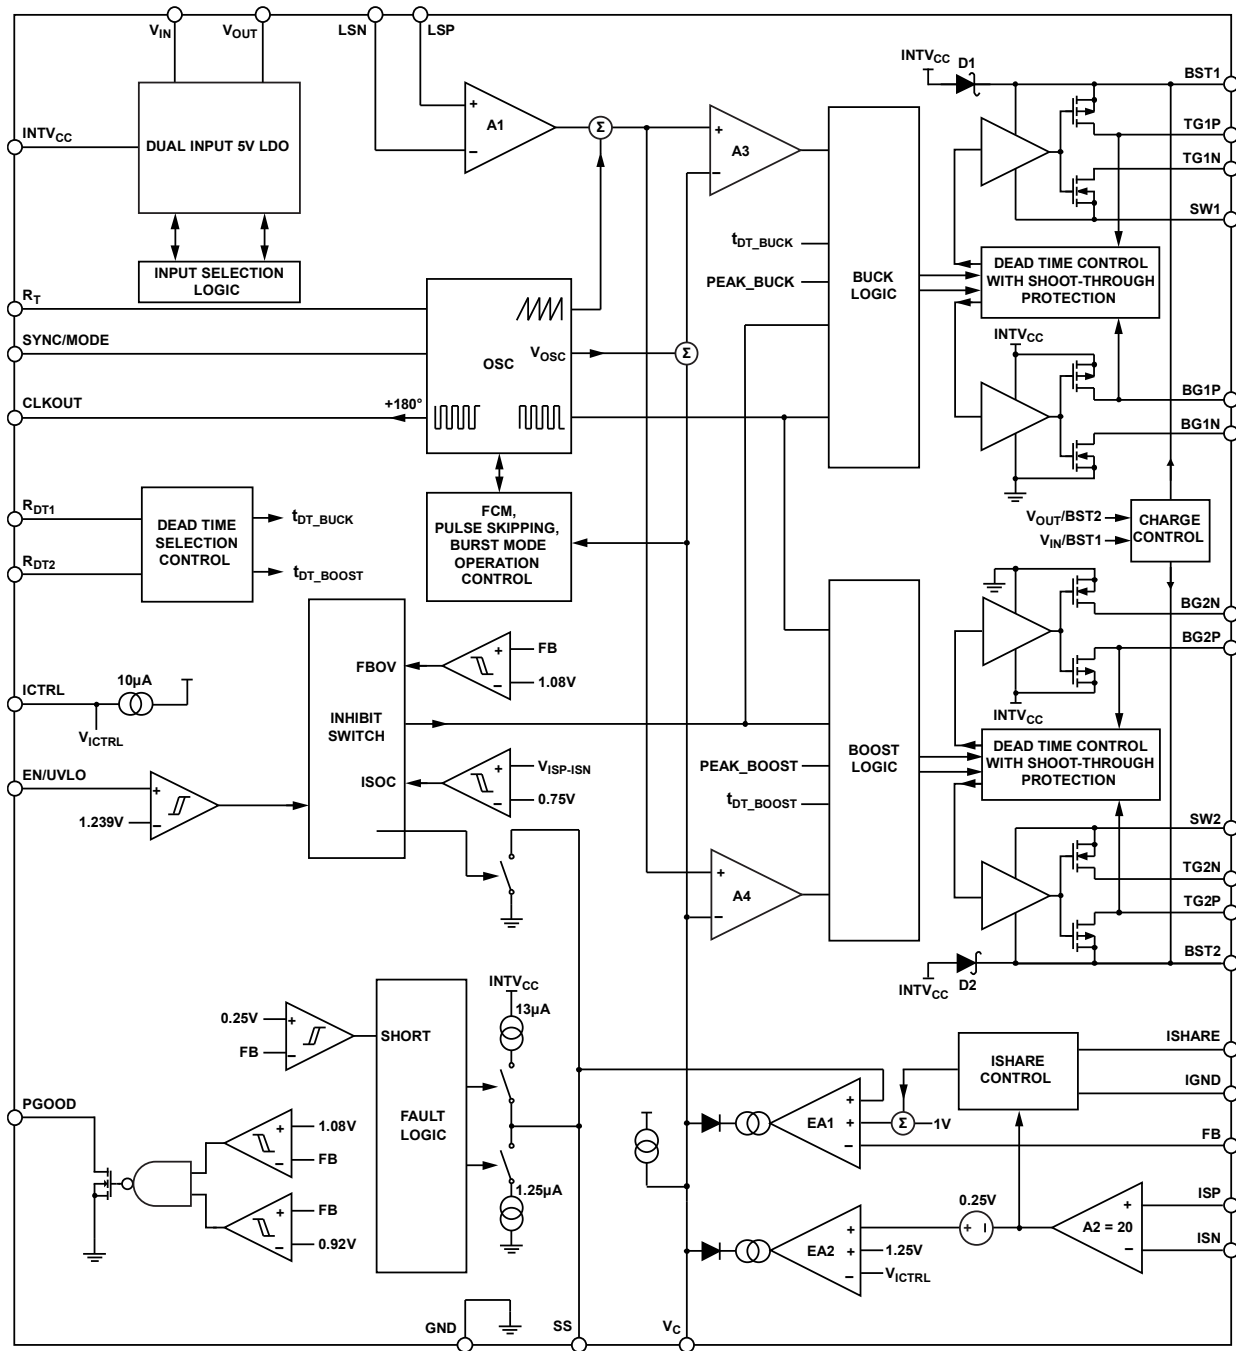 VIN
VOUT
LSN
LSP
INTVCC
D1
BST1
TG1P
TG1N
SW1
INTVCC
DUAL INPUT 5V LDO
+
A1
−
Σ
+
A3
−
INPUT SELECTION
LOGIC
RT
SYNC/MODE
CLKOUT
+180°
OSC
VOSC
Σ
tDT_BUCK
PEAK_BUCK
BUCK
LOGIC
DEAD TIME CONTROL
WITH SHOOT-THROUGH
PROTECTION
INTVCC
BG1P
BG1N
RDT1
RDT2
DEAD TIME
SELECTION
CONTROL
tDT_BUCK
tDT_BOOST
FCM,
PULSE SKIPPING,
BURST MODE
OPERATION
CONTROL
VOUT/BST2
VIN/BST1
CHARGE
CONTROL
BG2N
BG2P
INTVCC
ICTRL
10µA
VICTRL
EN/UVLO
1.239V
+
−
FBOV
INHIBIT
SWITCH
ISOC
+
−
FB
1.08V
+
−
VISP-ISN
0.75V
PEAK_BOOST
tDT_BOOST
BOOST
LOGIC
DEAD TIME CONTROL
WITH SHOOT-THROUGH
PROTECTION
SW2
TG2N
TG2P
BST2
+
A4
−
INTVCC
D2
0.25V
FB
+
−
SHORT
FAULT
LOGIC
INTVCC
13µA
1.25µA
ISHARE
CONTROL
ISHARE
IGND
FB
PGOOD
+
−
1.08V
FB
+
−
FB
0.92V
EA1
+
+
−
Σ
1V
0.25V
+ −
A2 = 20
+
−
ISP
ISN
EA2
+
+
−
1.25V
VICTRL
GND
SS
VC